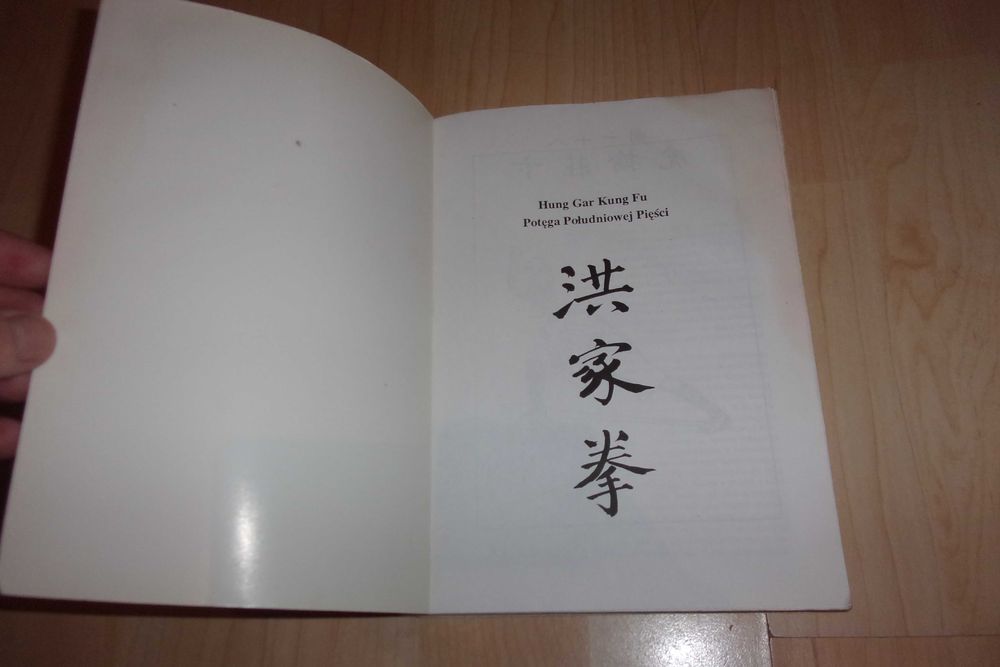 Hung Gar Kung Fu
Potęga Południowej Pięści
洪
家
拳